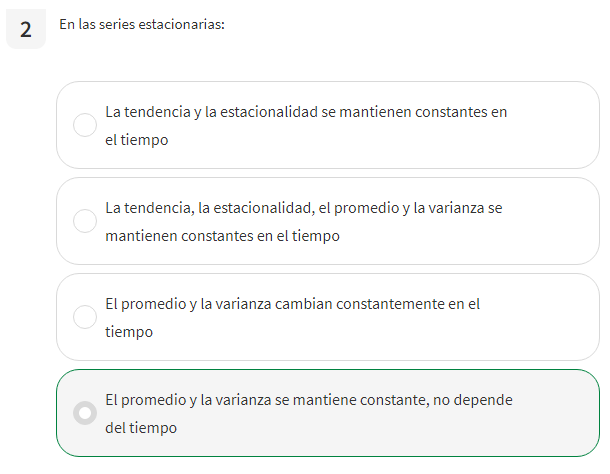 2
En las series estacionarias:
La tendencia y la estacionalidad se mantienen constantes en
el tiempo
La tendencia, la estacionalidad, el promedio y la varianza se
mantienen constantes en el tiempo
El promedio y la varianza cambian constantemente en el
tiempo
El promedio y la varianza se mantiene constante, no depende
del tiempo